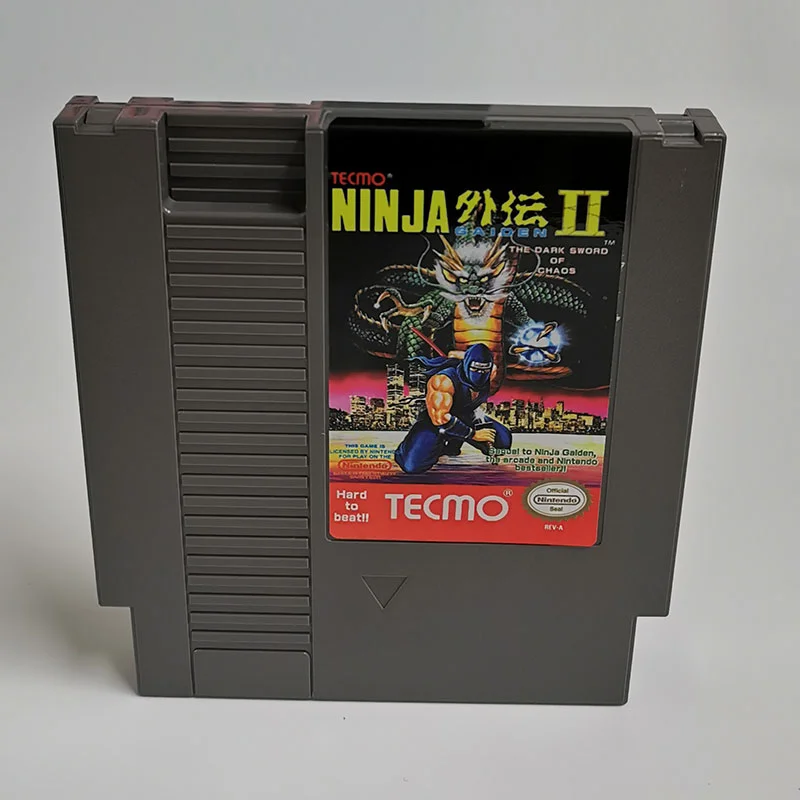 TECMO®
NINJA 外伝 II
GAIDEN ™
THE DARK SWORD
OF
CHAOS
THIS GAME IS
LICENSED BY NINTENDO
FOR PLAY ON THE
Nintendo
Sequel to Ninja Gaiden,
the arcade and Nintendo
bestseller!!
Hard
to
beat!!
TECMO®
Official
Nintendo
Seal
REV-A